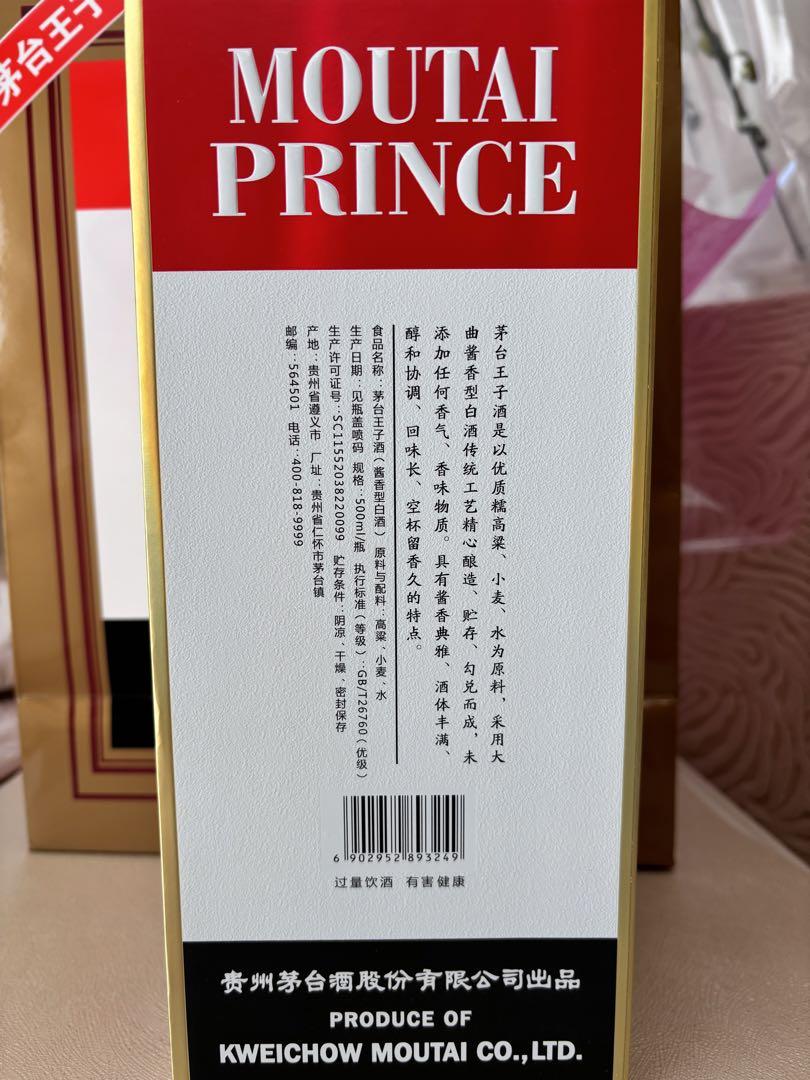 茅台王子
MOUTAI
PRINCE
茅台王子酒是以优质糯高粱、小麦、水为原料，采用大
曲酱香型白酒传统工艺精心酿造、贮存、勾兑而成，未
添加任何香气、香味物质。具有酱香典雅、酒体丰满、
醇和协调、回味长、空杯留香久的特点。
食品名称：茅台王子酒（酱香型白酒） 原料与配料：高粱、小麦、水
生产日期：见瓶盖喷码 规格：500ml/瓶 执行标准（等级）：GB/T26760（优级）
生产许可证号：SC11552038220099 贮存条件：阴凉、干燥、密封保存
产地：贵州省遵义市 厂址：贵州省仁怀市茅台镇
邮编：564501 电话：400-818-9999
6 902952 893249
过量饮酒 有害健康
贵州茅台酒股份有限公司出品
PRODUCE OF
KWEICHOW MOUTAI CO.,LTD.